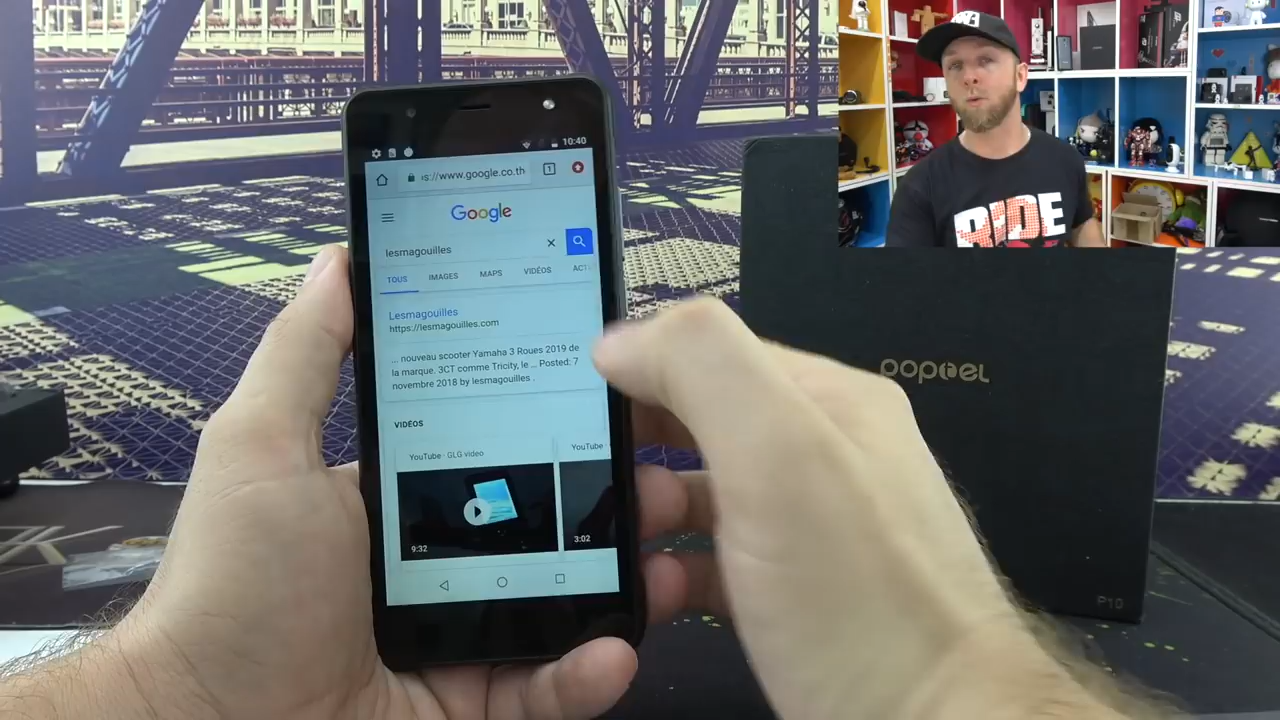 10:40
1
s://www.google.co.th
Google
lesmagouilles
TOUS IMAGES MAPS VIDÉOS ACT
Lesmagouilles
https://lesmagouilles.com
... nouveau scooter Yamaha 3 Roues 2019 de
la marque. 3CT comme Tricity, le ... Posted: 7
novembre 2018 by lesmagouilles .
VIDÉOS
YouTube · GLG video
YouTube
9:32
3:02
poptel
P10
RIDE